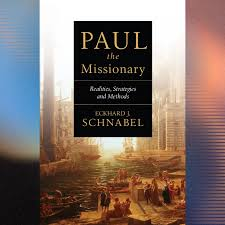 PAUL
the
Missionary
Realities, Strategies
and Methods
ECKHARD J.
SCHNABEL